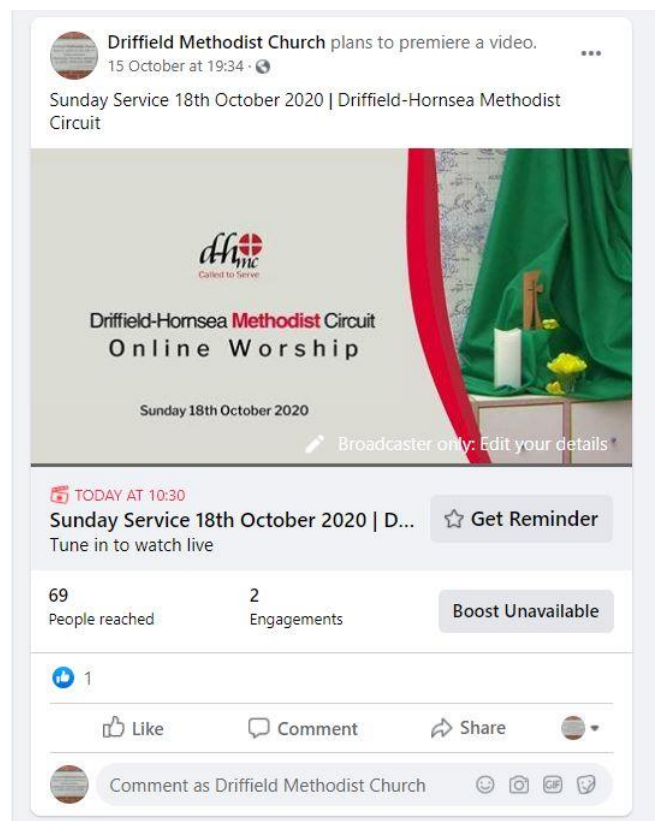 Driffield Methodist Church plans to premiere a video.
15 October at 19:34 ·
Sunday Service 18th October 2020 | Driffield-Hornsea Methodist
Circuit
dhmc
Called to Serve
Driffield-Hornsea Methodist Circuit
Online Worship
Sunday 18th October 2020
Broadcaster only: Edit your details
TODAY AT 10:30
Sunday Service 18th October 2020 | D...
Get Reminder
Tune in to watch live
69
2
People reached
Engagements
Boost Unavailable
1
Like
Comment
Share
Comment as Driffield Methodist Church
GIF